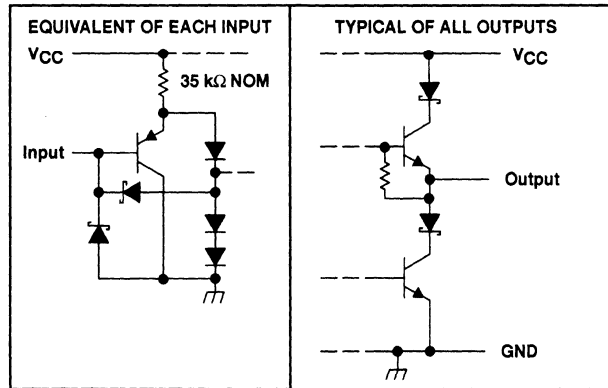 EQUIVALENT OF EACH INPUT
VCC
35 kΩ NOM
Input
TYPICAL OF ALL OUTPUTS
VCC
Output
GND